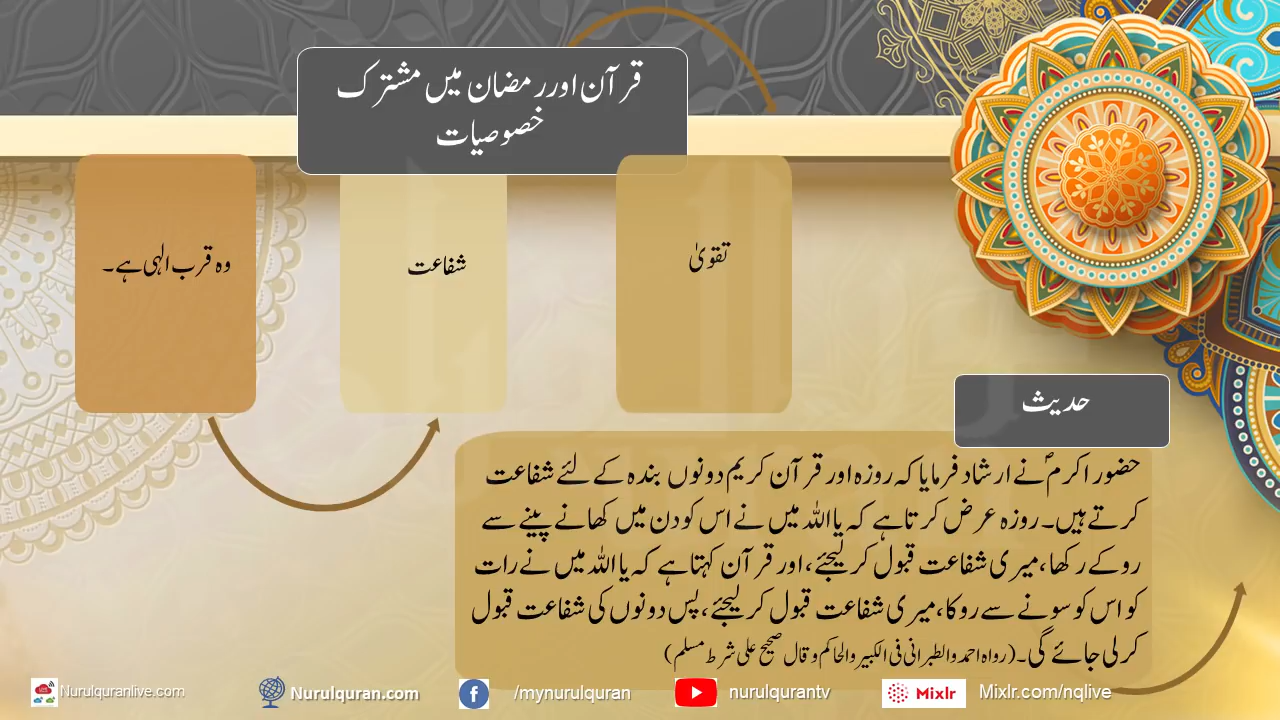 قرآن اور رمضان میں مشترک
خصوصیات
تقویٰ
شفاعت
وہ قرب الہی ہے۔
حدیث
حضور اکرمؐ نے ارشاد فرمایا کہ روزہ اور قرآن کریم دونوں بندہ کے لئے شفاعت
کرتے ہیں۔ روزہ عرض کرتا ہے کہ یا اللہ میں نے اس کو دن میں کھانے پینے سے
روکے رکھا، میری شفاعت قبول کر لیجئے، اور قرآن کہتا ہے کہ یا اللہ میں نے رات
کو اس کو سونے سے روکا، میری شفاعت قبول کر لیجئے، پس دونوں کی شفاعت قبول
کر لی جائے گی۔ (رواہ احمد والطبرانی فی الکبیر والحاکم و قال صحیح علی شرط مسلم)
Nurulquranlive.com
Nurulquran.com
/mynurulquran
nurulqurantv
Mixlr
Mixlr.com/nqlive